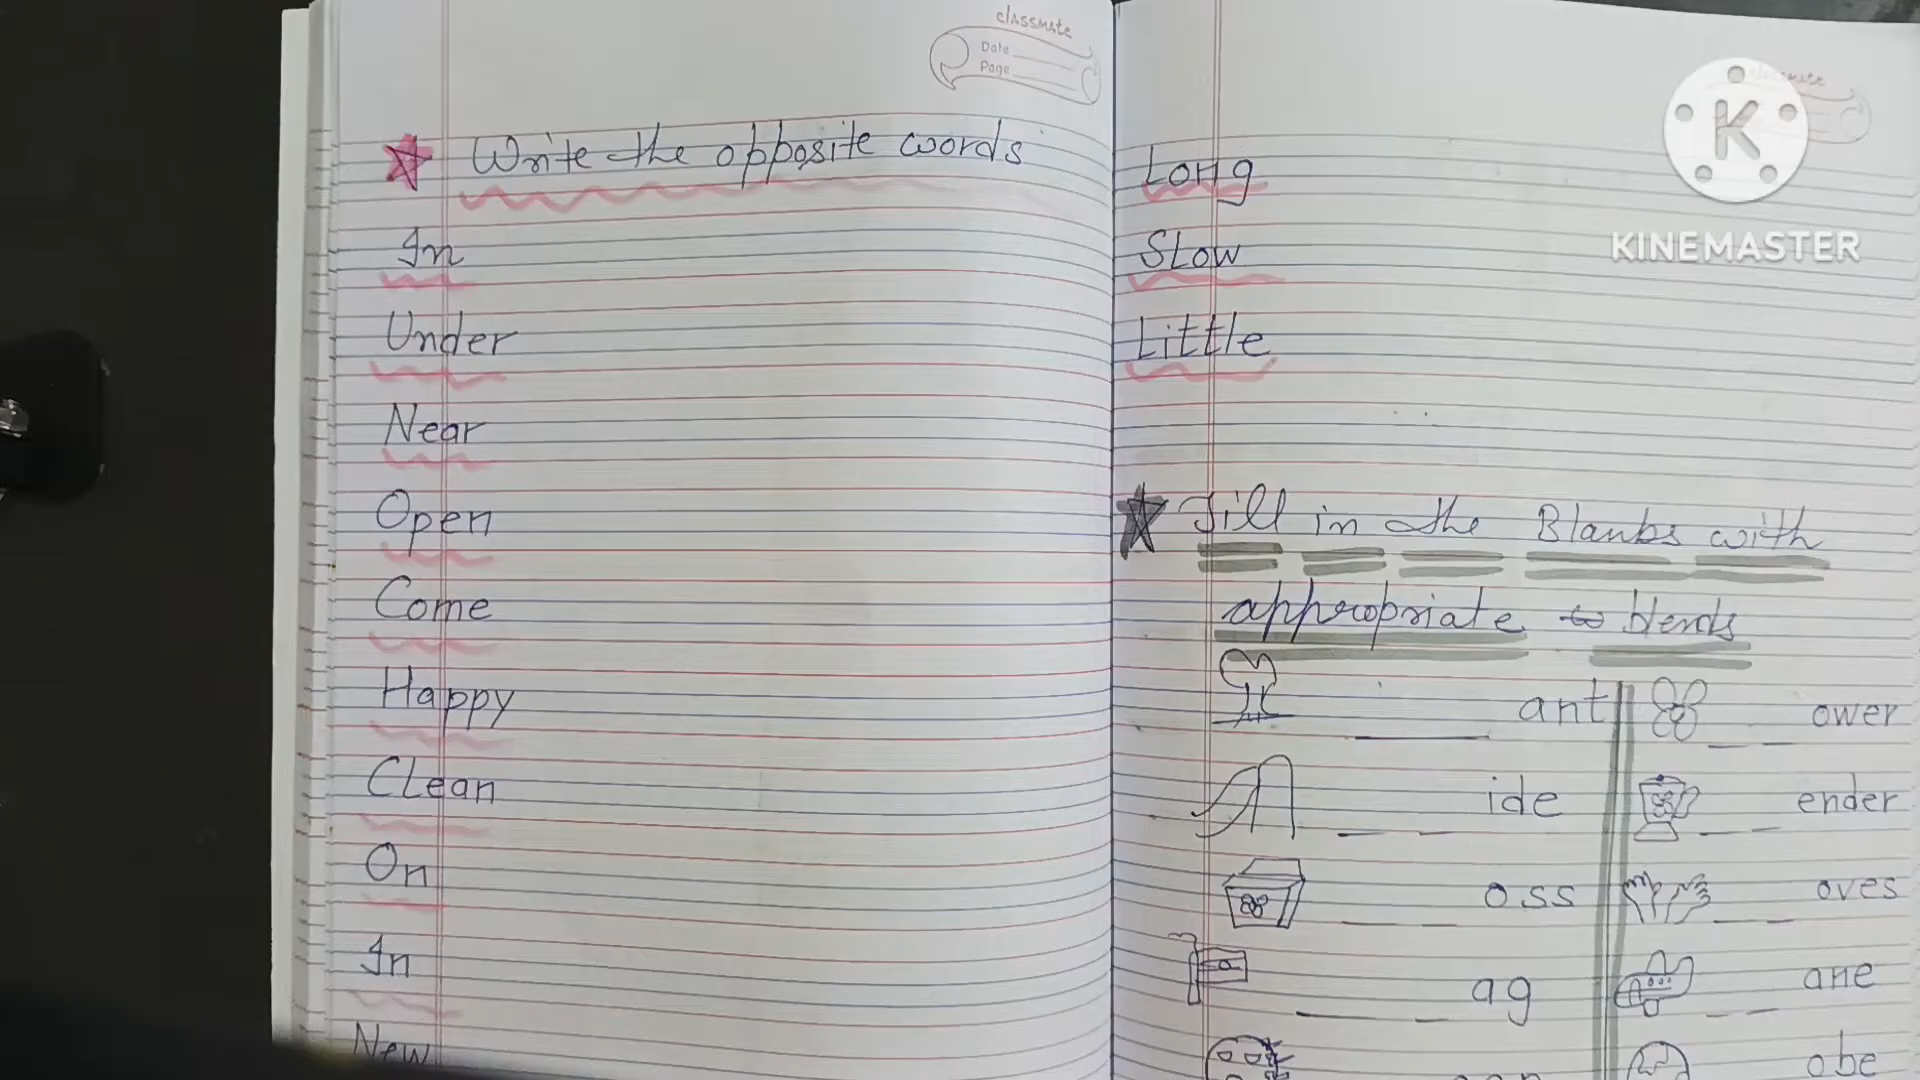 classmate
Date
Page
Write the opposite words
In
Under
Near
Open
Come
Happy
Clean
On
In
New
Long
Slow
Little
Fill in the Blanks with
appropriate to blends
ant
ower
ide
ender
oss
oves
ag
ane
obe
K
KINEMASTER